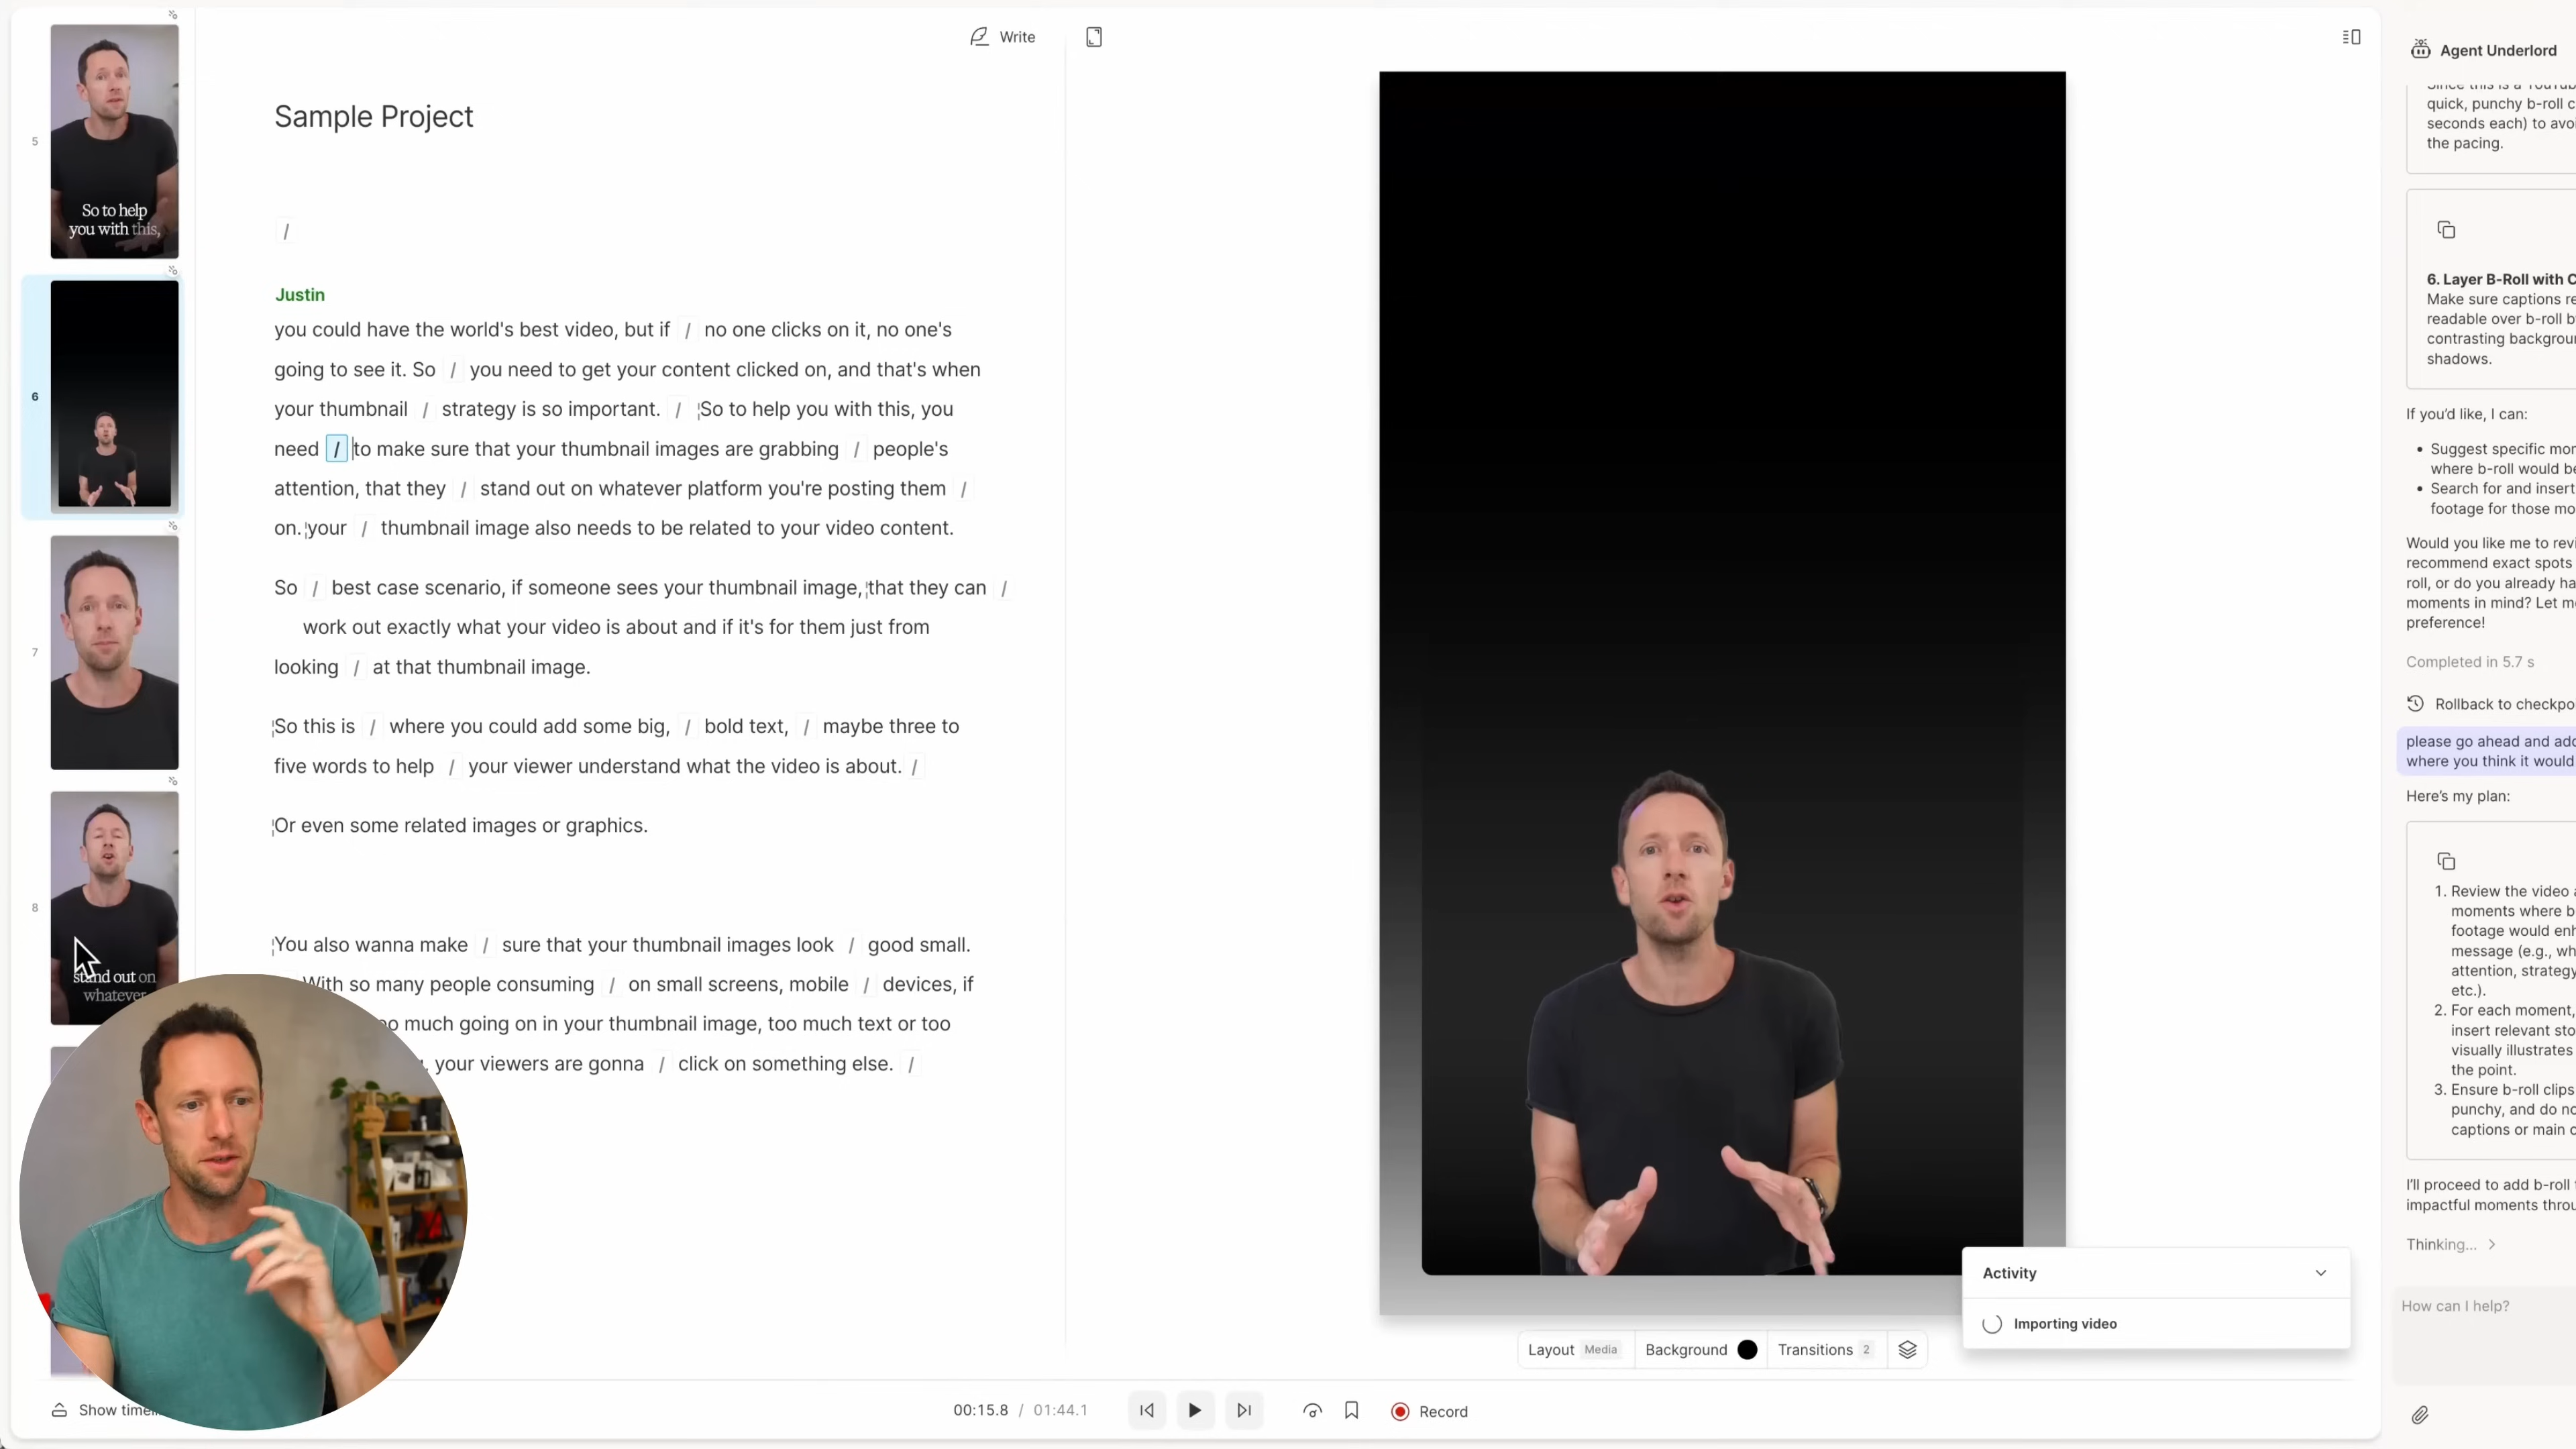 Write
Sample Project
/
Justin
you could have the world's best video, but if / no one clicks on it, no one's
going to see it. So / you need to get your content clicked on, and that's when
your thumbnail / strategy is so important. / So to help you with this, you
need / to make sure that your thumbnail images are grabbing / people's
attention, that they / stand out on whatever platform you're posting them /
on. your / thumbnail image also needs to be related to your video content.
So / best case scenario, if someone sees your thumbnail image, that they can /
work out exactly what your video is about and if it's for them just from
looking / at that thumbnail image.
So this is / where you could add some big, / bold text, / maybe three to
five words to help / your viewer understand what the video is about. /
Or even some related images or graphics.
You also wanna make / sure that your thumbnail images look / good small.
With so many people consuming / on small screens, mobile / devices, if
much going on in your thumbnail image, too much text or too
your viewers are gonna / click on something else. /
5
So to help
you with this,
6
7
8
stand out on
whatever
Layout Media
Background
Transitions 2
Activity
Importing video
00:15.8 / 01:44.1
Record
Agent Underlord
quick, punchy b-roll
seconds each) to
the pacing.
6. Layer B-Roll with
Make sure captions
readable over b-roll
contrasting
shadows.
If you'd like, I can:
• Suggest specific
where b-roll would
• Search for and insert
footage for those
Would you like me to
recommend exact spots
roll, or do you already
moments in mind? Let
preference!
Completed in 5.7 s
Rollback to
please go ahead and
where you think it would
Here's my plan:
1. Review the video
moments where
footage would
message (e.g.,
attention, strategy
etc.).
2. For each moment,
insert relevant
visually illustrates
the point.
3. Ensure b-roll clips
punchy, and do
captions or main
I'll proceed to add b-roll
impactful moments
Thinking...
How can I help?
Show